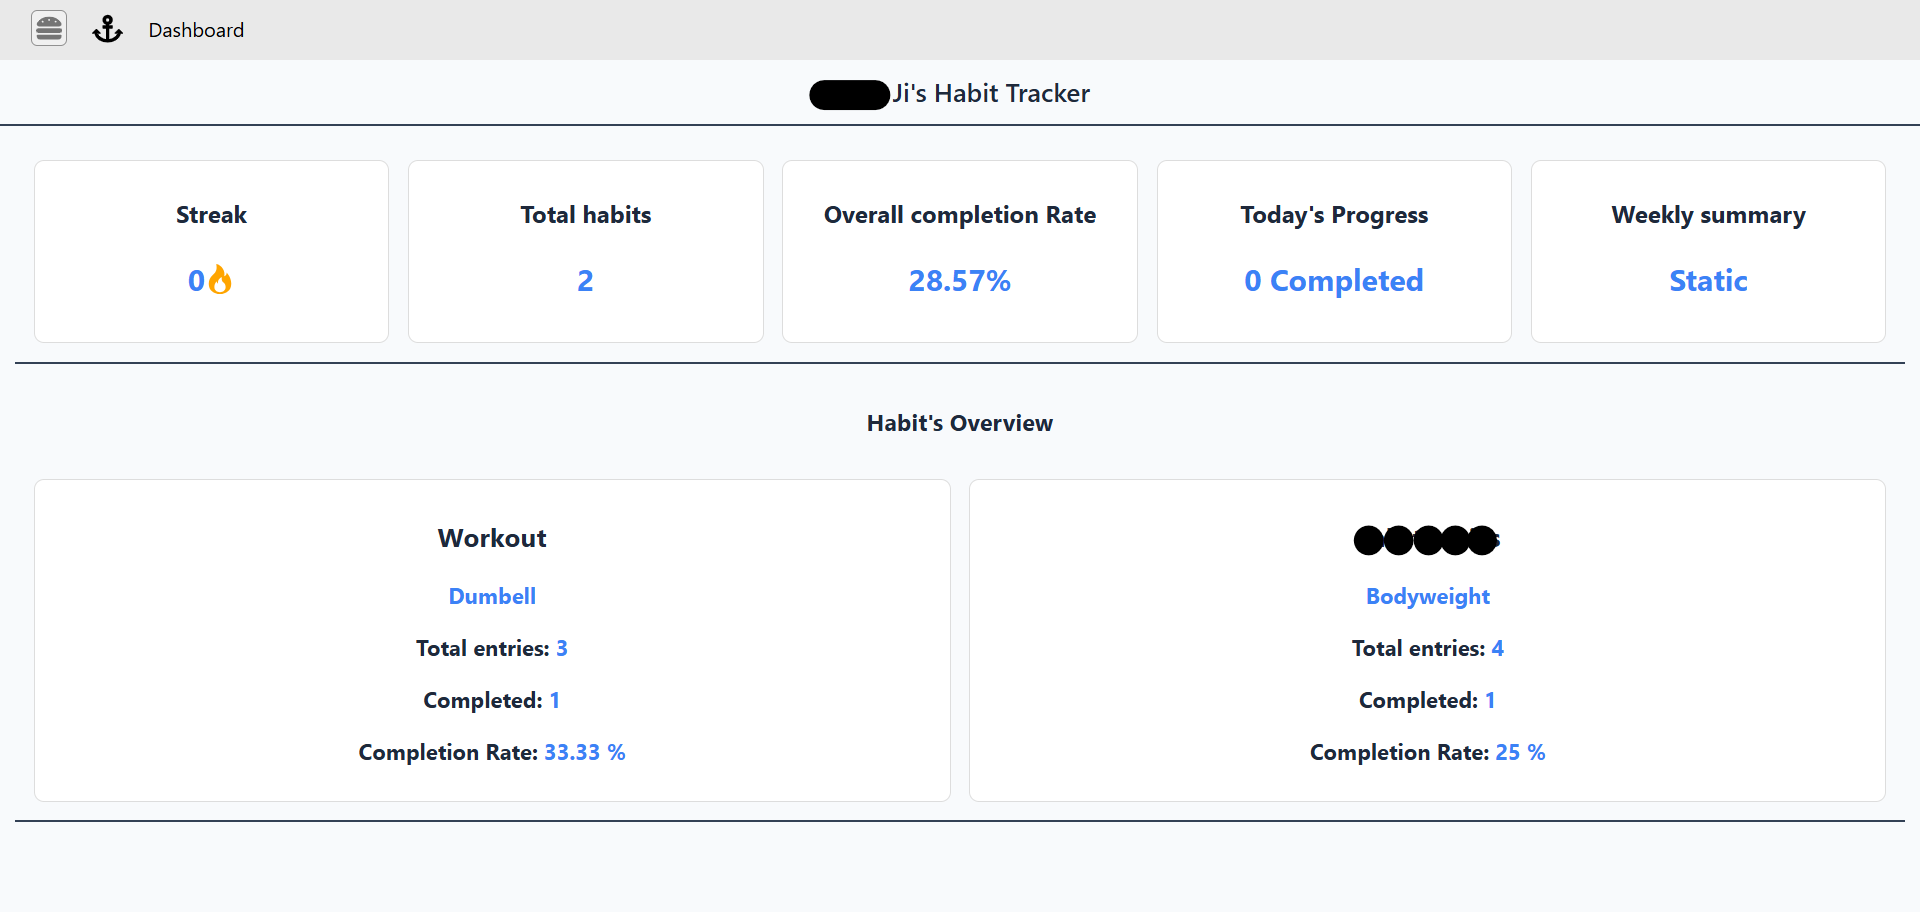 Dashboard
Ji's Habit Tracker
Streak
0🔥
Total habits
2
Overall completion Rate
28.57%
Today's Progress
0 Completed
Weekly summary
Static
Habit's Overview
Workout
Dumbell
Total entries: 3
Completed: 1
Completion Rate: 33.33 %
Bodyweight
Total entries: 4
Completed: 1
Completion Rate: 25 %